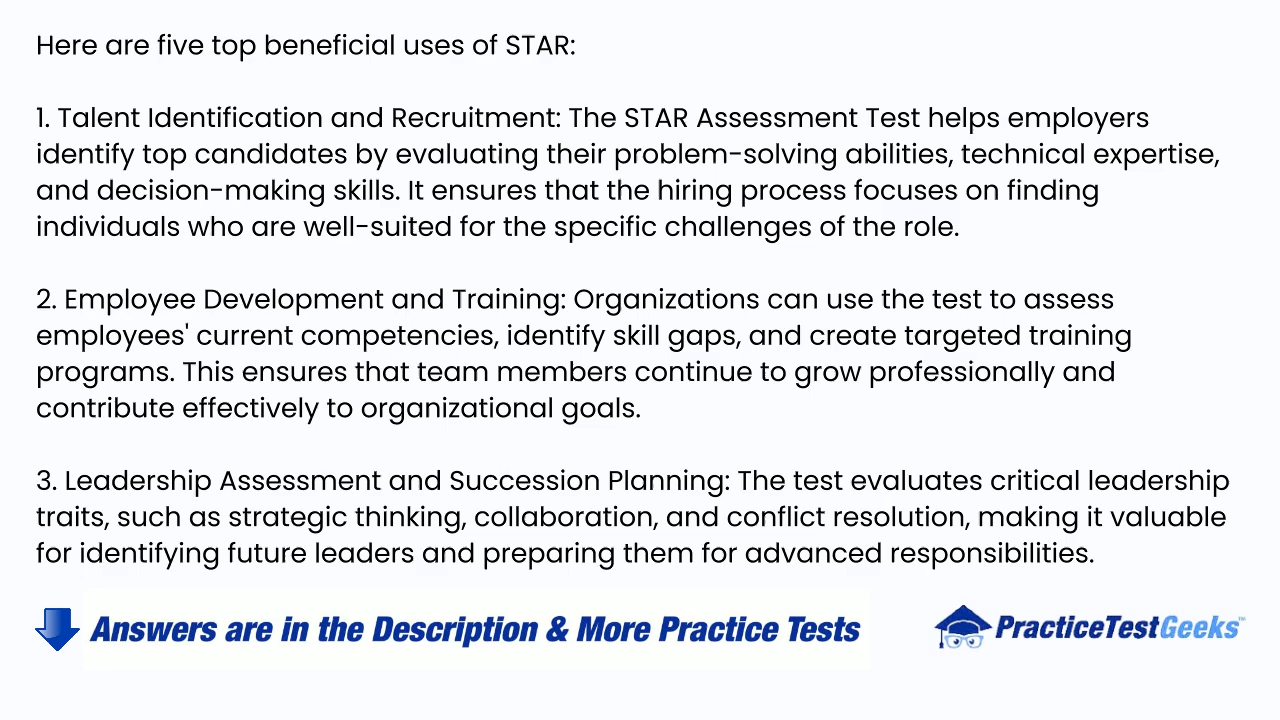 Here are five top beneficial uses of STAR:
1. Talent Identification and Recruitment: The STAR Assessment Test helps employers
identify top candidates by evaluating their problem-solving abilities, technical expertise,
and decision-making skills. It ensures that the hiring process focuses on finding
individuals who are well-suited for the specific challenges of the role.
2. Employee Development and Training: Organizations can use the test to assess
employees' current competencies, identify skill gaps, and create targeted training
programs. This ensures that team members continue to grow professionally and
contribute effectively to organizational goals.
3. Leadership Assessment and Succession Planning: The test evaluates critical leadership
traits, such as strategic thinking, collaboration, and conflict resolution, making it valuable
for identifying future leaders and preparing them for advanced responsibilities.
Answers are in the Description & More Practice Tests
PracticeTestGeeks™